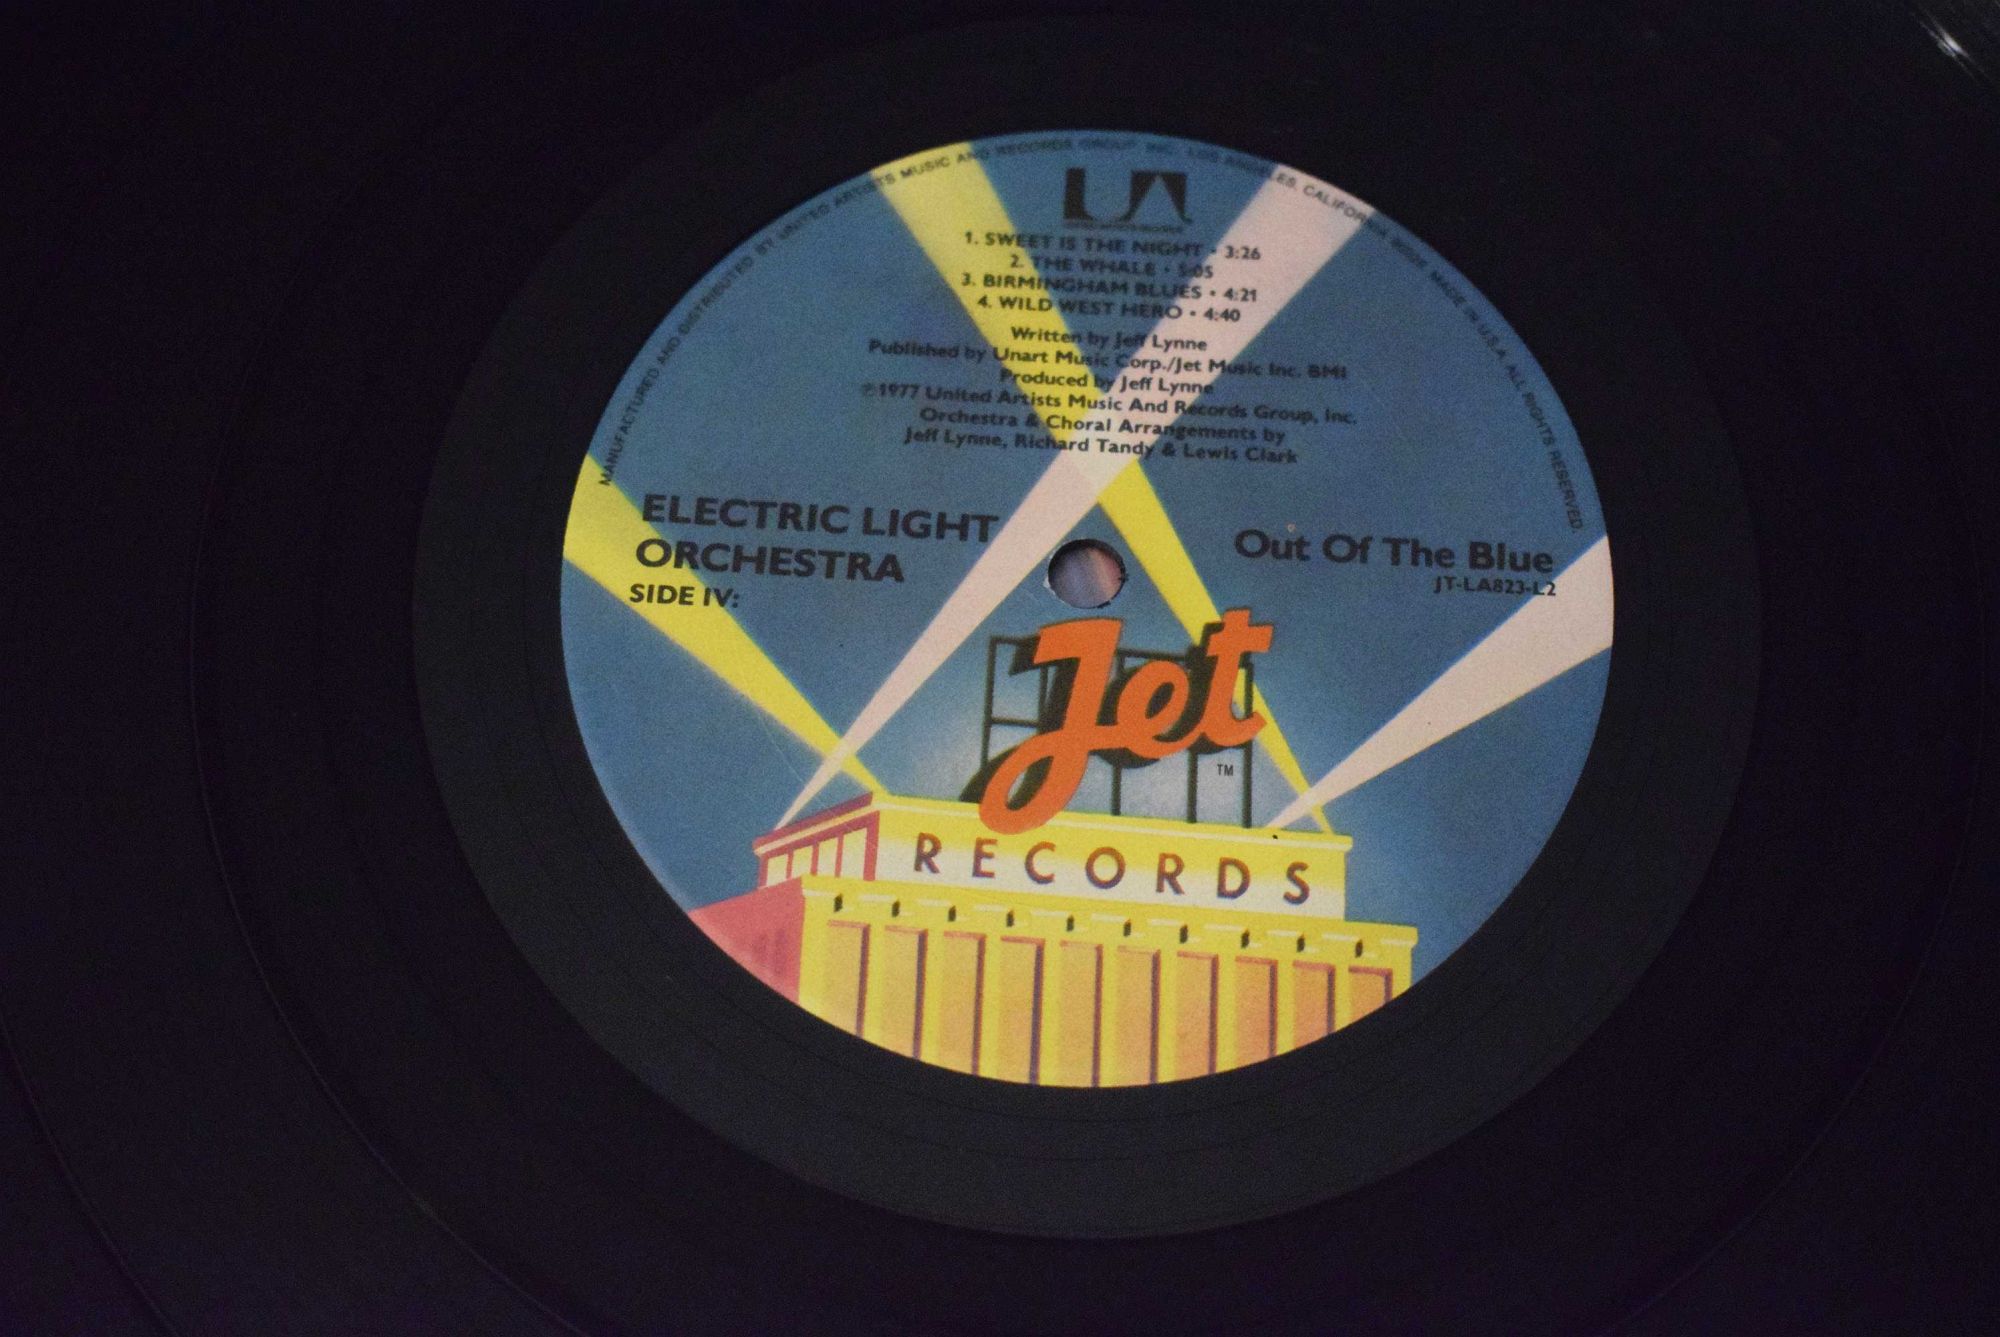 MANUFACTURED AND DISTRIBUTED BY UNITED ARTISTS MUSIC AND RECORDS GROUP, INC., LOS ANGELES, CALIFORNIA 90028. MADE IN U.S.A. ALL RIGHTS RESERVED.
UA
1. SWEET IS THE NIGHT • 3:26
2. THE WHALE • 5:05
3. BIRMINGHAM BLUES • 4:21
4. WILD WEST HERO • 4:40
Written by Jeff Lynne
Published by Unart Music Corp./Jet Music Inc. BMI
Produced by Jeff Lynne
℗1977 United Artists Music And Records Group, Inc.
Orchestra & Choral Arrangements by
Jeff Lynne, Richard Tandy & Lewis Clark
ELECTRIC LIGHT
ORCHESTRA
SIDE IV:
Out Of The Blue
JT-LA823-L2
Jet
TM
RECORDS